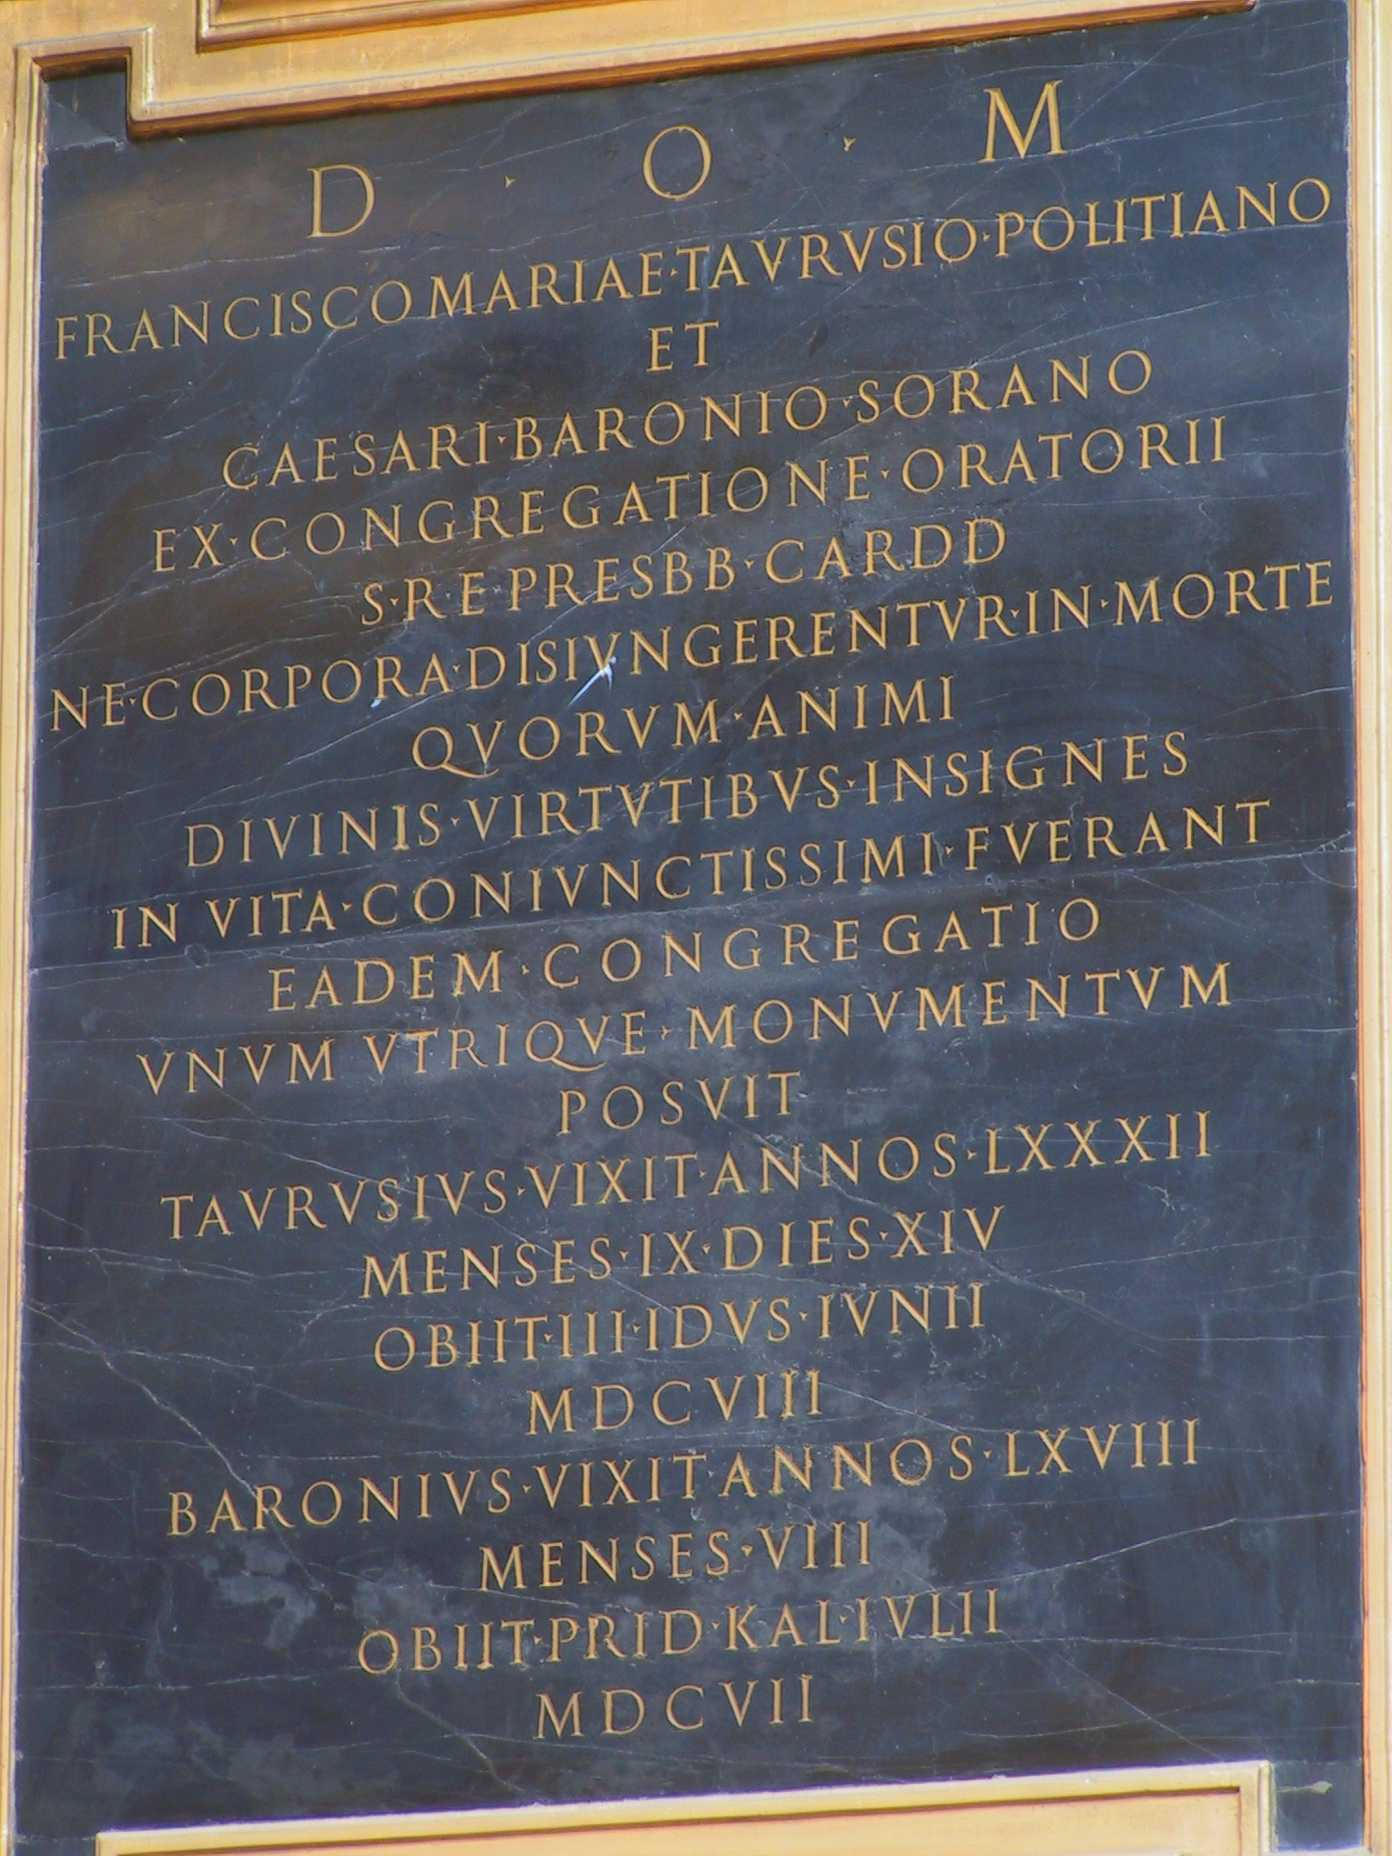 D · O · M
FRANCISCO MARIAE · TAVRVSIO · POLITIANO
ET
CAESARI · BARONIO · SORANO
EX · CONGREGATIONE · ORATORII
S · R · E · PRESBB · CARDD
NE · CORPORA · DISIVNGERENTVR · IN · MORTE
QVORVM · ANIMI
DIVINIS · VIRTVTIBVS · INSIGNES
IN VITA · CONIVNCTISSIMI · FVERANT
EADEM · CONGREGATIO
VNVM VTRIQVE · MONVMENTVM
POSVIT
TAVRVSIVS · VIXIT · ANNOS · LXXXII
MENSES · IX · DIES · XIV
OBIIT · IIII · IDVS · IVNII
MDCVIII
BARONIVS · VIXIT · ANNOS · LXVIII
MENSES · VIII
OBIIT · PRID · KAL · IVLII
MDCVII